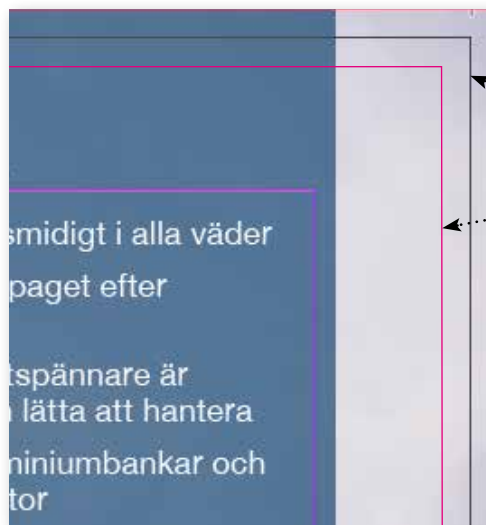 smidigt i alla väder
paget efter
tspännare är
lätta att hantera
miniumbankar och
tor